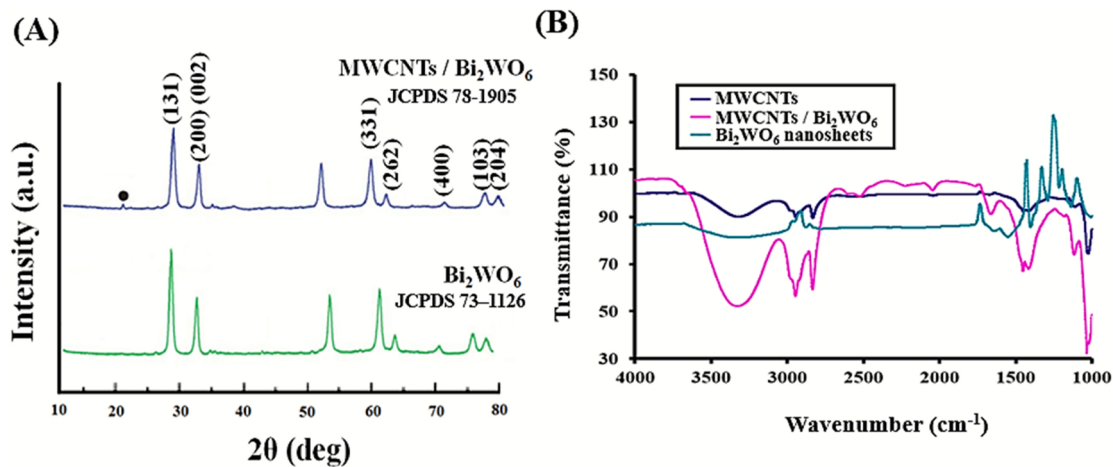 (A)
MWCNTs / Bi₂WO₆
JCPDS 78-1905
(131)
(200) (002)
(331)
(262)
(400)
(103)
(204)
Bi₂WO₆
JCPDS 73–1126
Intensity (a.u.)
10 20 30 40 50 60 70 80
2θ (deg)
(B)
MWCNTs
MWCNTs / Bi₂WO₆
Bi₂WO₆ nanosheets
Transmittance (%)
150
130
110
90
70
50
30
4000 3500 3000 2500 2000 1500 1000
Wavenumber (cm⁻¹)